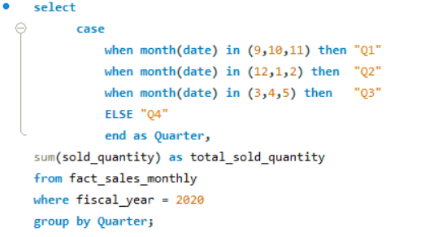 select
case
when month(date) in (9,10,11) then "Q1"
when month(date) in (12,1,2) then "Q2"
when month(date) in (3,4,5) then "Q3"
ELSE "Q4"
end as Quarter,
sum(sold_quantity) as total_sold_quantity
from fact_sales_monthly
where fiscal_year = 2020
group by Quarter;